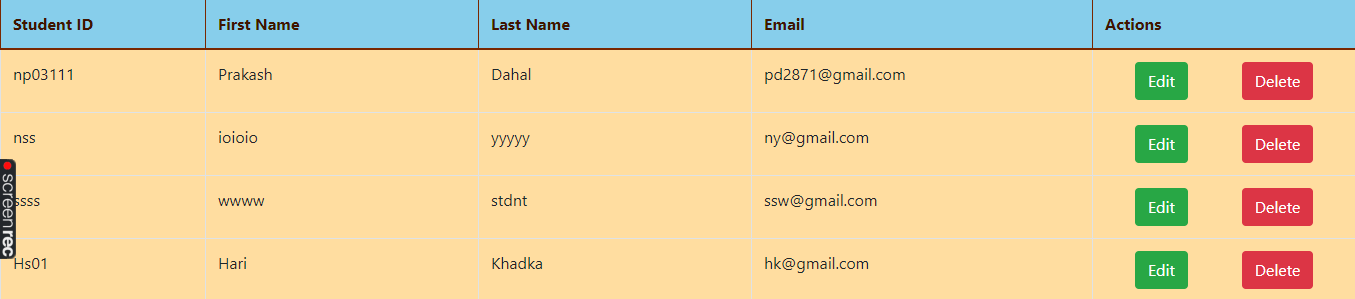 Student ID First Name Last Name Email Actions
np03111 Prakash Dahal pd2871@gmail.com Edit Delete
nss ioioio yyyyy ny@gmail.com Edit Delete
ssss wwww stdnt ssw@gmail.com Edit Delete
Hs01 Hari Khadka hk@gmail.com Edit Delete
screenrec